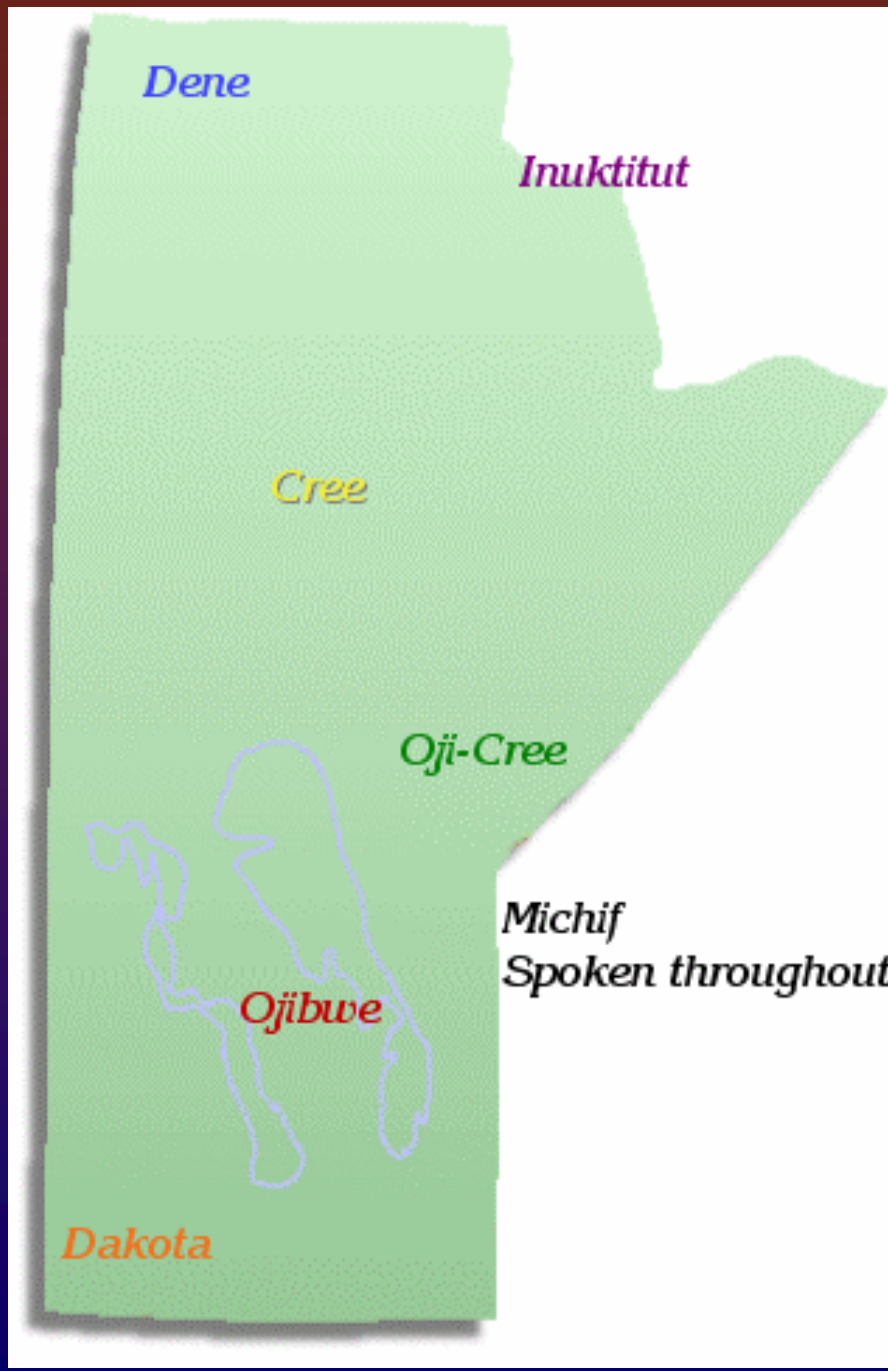 Dene
Inuktitut
Cree
Oji-Cree
Michif
Spoken throughout
Ojibwe
Dakota